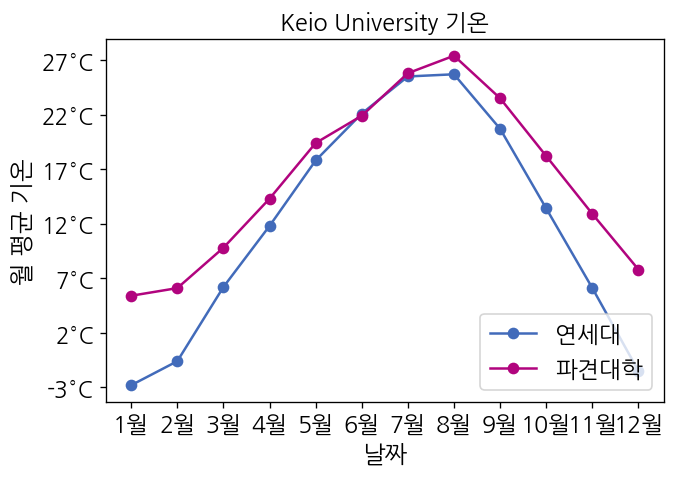 Keio University 기온
월 평균 기온
27°C
22°C
17°C
12°C
7°C
2°C
-3°C
연세대
파견대학
1월 2월 3월 4월 5월 6월 7월 8월 9월 10월 11월 12월
날짜